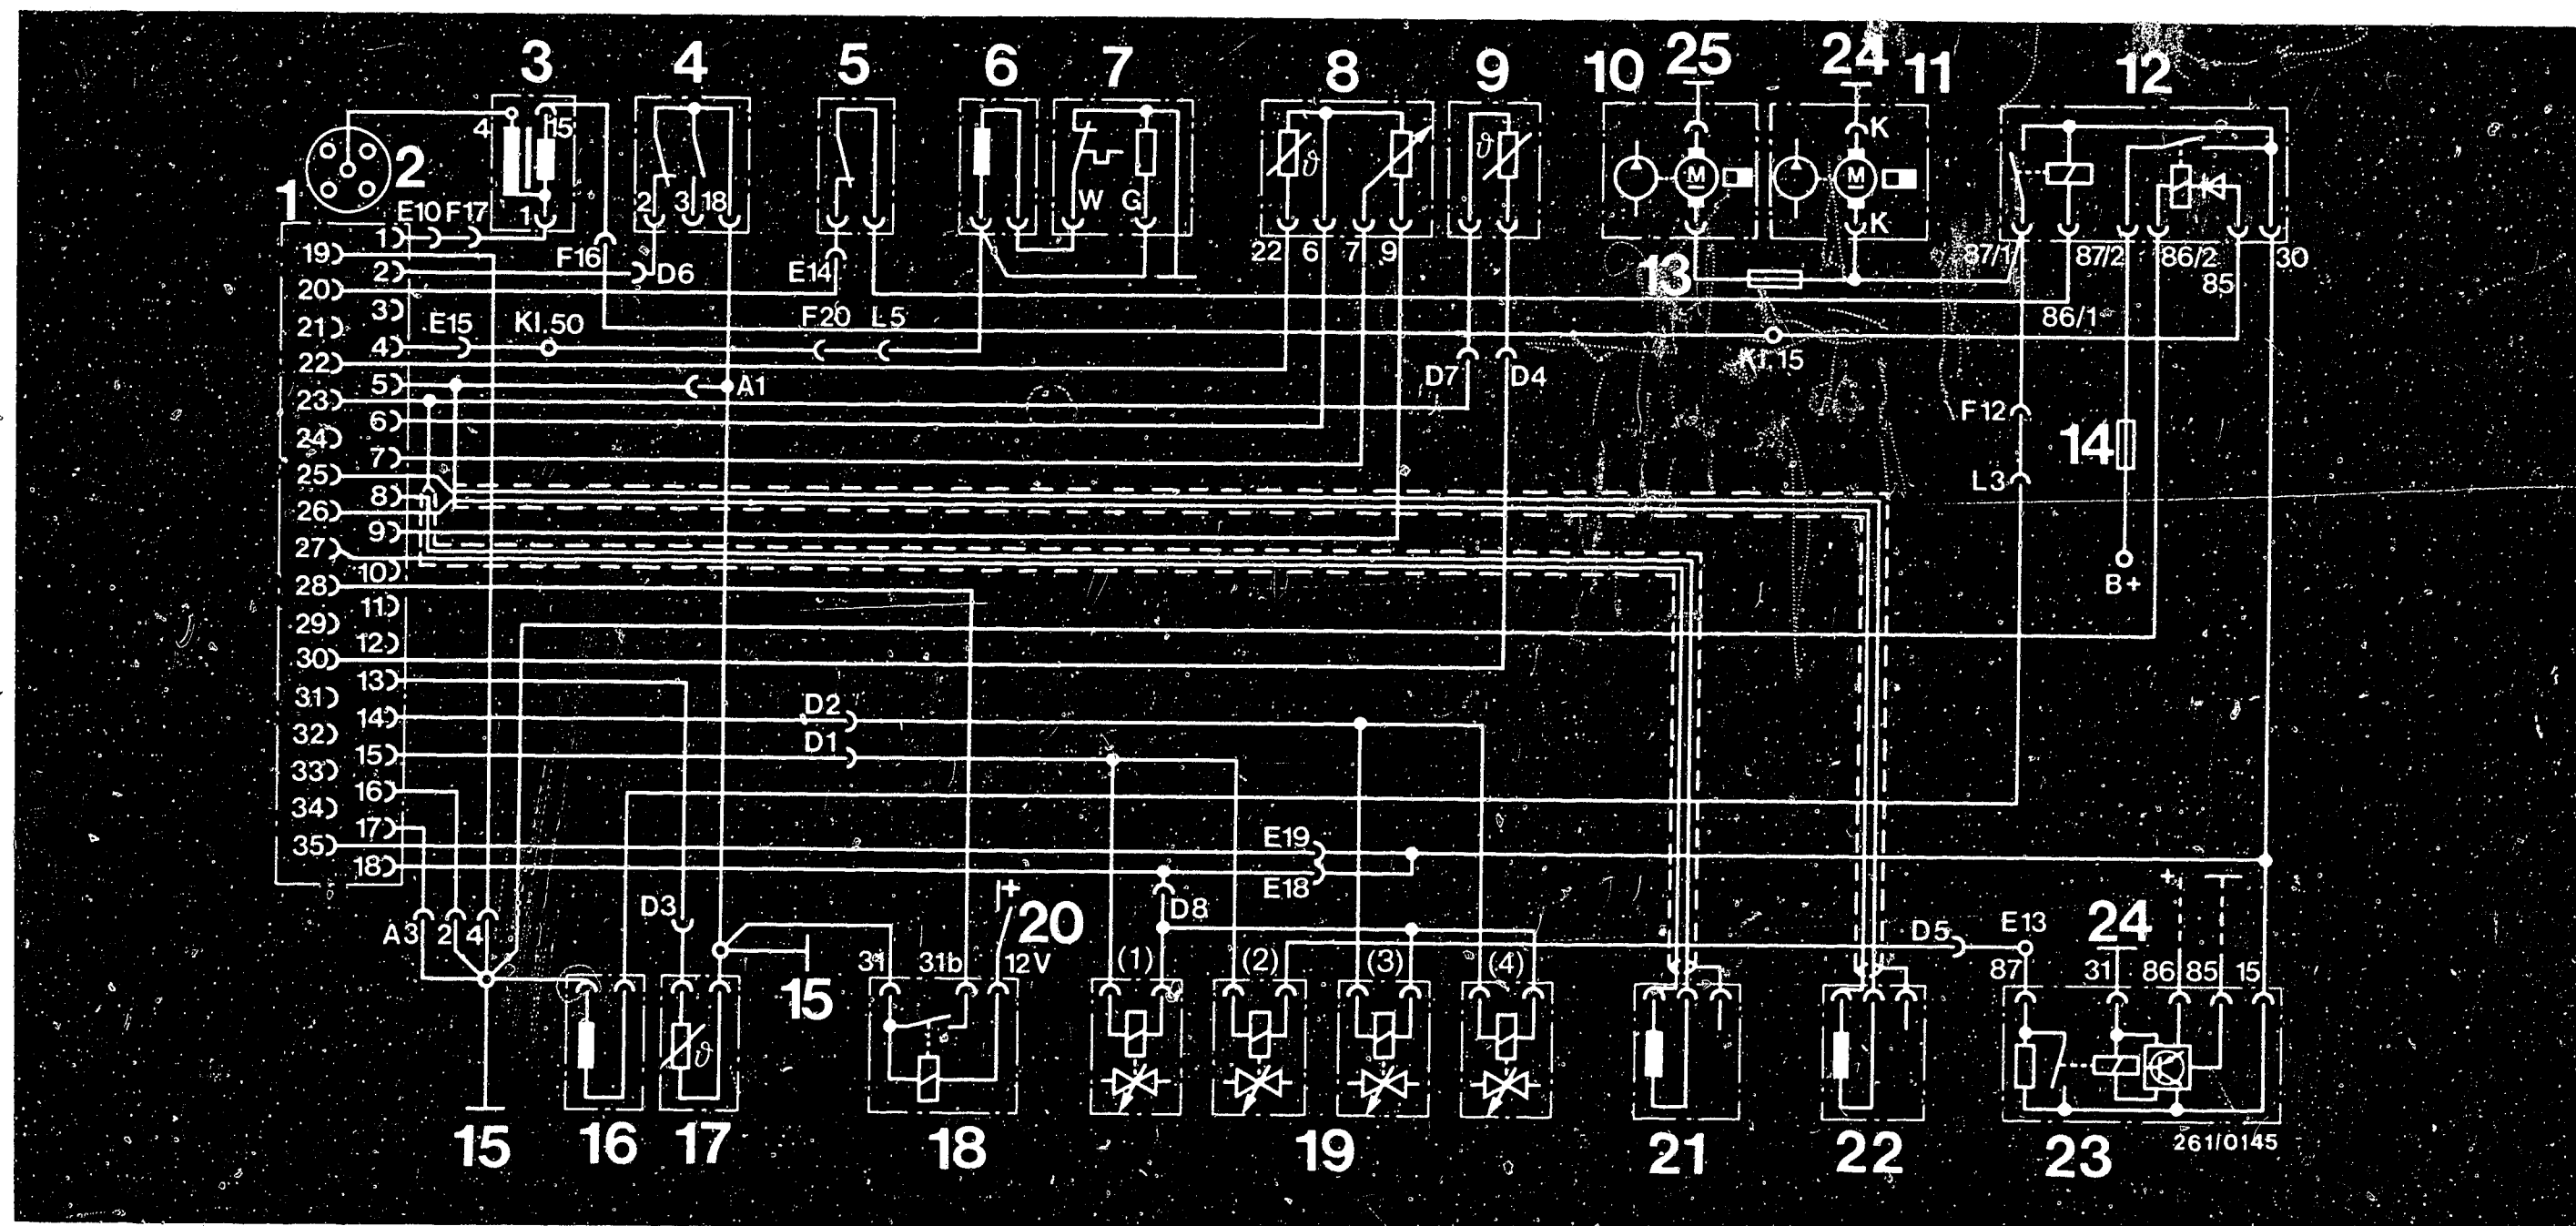 3 4 5 6 7 8 9 10 25 24 11 12
4 15
K
1 2
2 3 18 W G M M
E10 F17 1 K
1
19 F16 22 6 7 9 87/1 87/2 86/2 30
2 D6 E14 13 85
20
3 E15 Kl.50 F20 L5 86/1
21
4 Kl.15
22 D7 D4
5 A1
23 F12
6
24 14
7
25 L3
8
26
9
27
10 B+
28
11
29
12
30
13
31 D2
14
32 D1
15
33
16
34
17
35 E19
18 E18 +
D3 + 20 D8 24 E13
A3 2 4 D5
31 31b 12V (1) (2) (3) (4) 87 31 86 85 15
15
15 16 17 18 19 21 22 23
261/0145